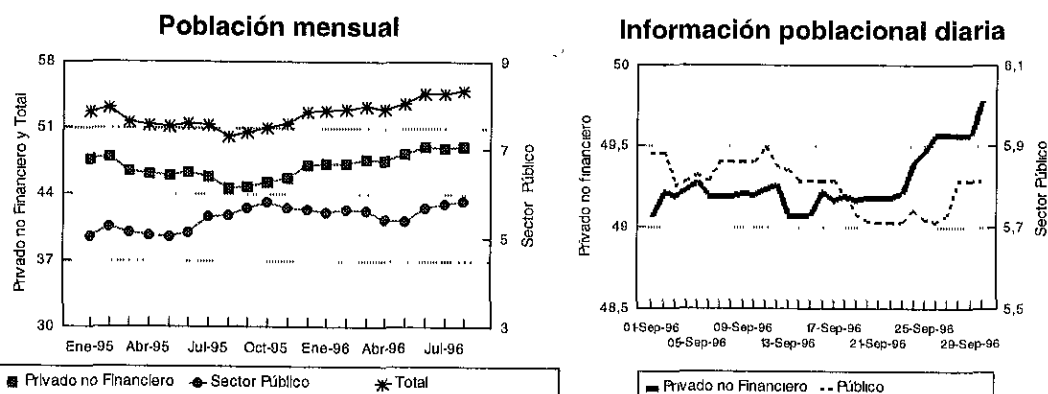 Población mensual
58
51
44
37
30
Privado no Financiero y Total
9
7
5
3
Sector Público
Ene-95 Abr-95 Jul-95 Oct-95 Ene-96 Abr-96 Jul-96
Privado no Financiero Sector Público Total
Información poblacional diaria
50
49,5
49
48,5
Privado no financiero
6,1
5,9
5,7
5,5
Sector Público
01-Sep-96 09-Sep-96 17-Sep-96 25-Sep-96
05-Sep-96 13-Sep-96 21-Sep-96 29-Sep-96
Privado no Financiero Público